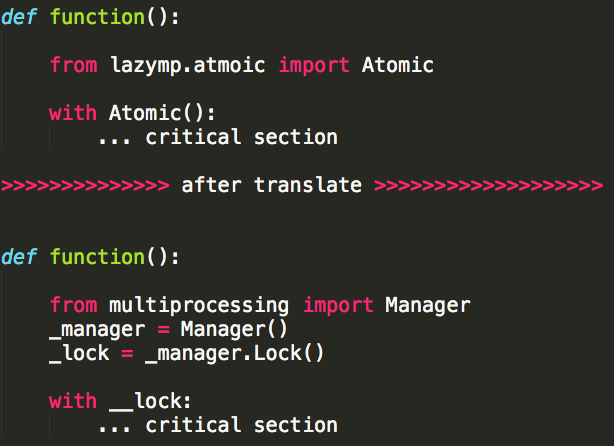 def function():
    from lazymp.atmoic import Atomic
    with Atomic():
        ... critical section
>>>>>>>>>>>>>> after translate >>>>>>>>>>>>>>>>>>>
def function():
    from multiprocessing import Manager
    _manager = Manager()
    _lock = _manager.Lock()
    with __lock:
        ... critical section